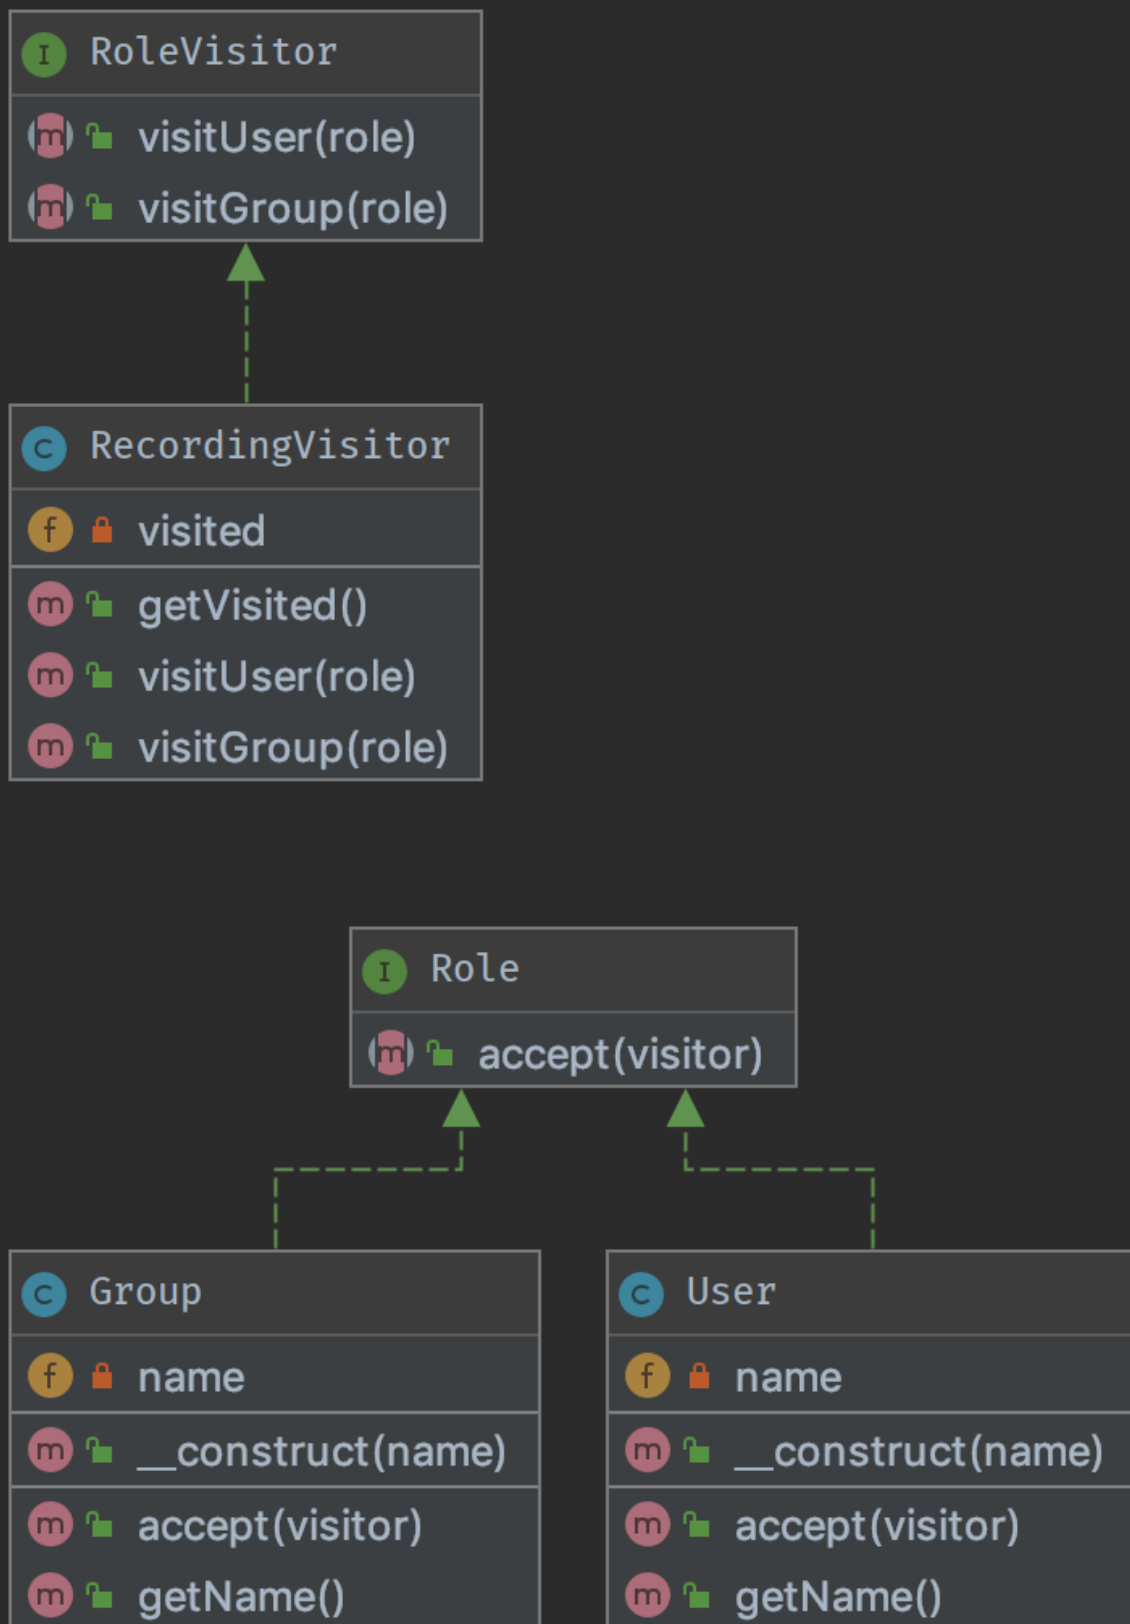 I RoleVisitor
m visitUser(role)
m visitGroup(role)
C RecordingVisitor
f visited
m getVisited()
m visitUser(role)
m visitGroup(role)
I Role
m accept(visitor)
C Group
f name
m __construct(name)
m accept(visitor)
m getName()
C User
f name
m __construct(name)
m accept(visitor)
m getName()